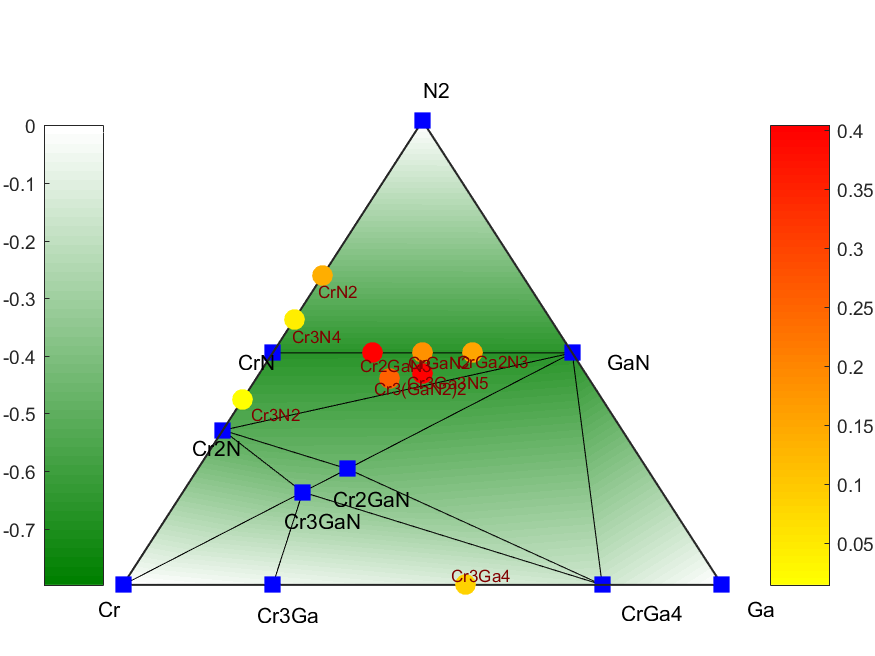 N2
0
-0.1
-0.2
-0.3
-0.4
-0.5
-0.6
-0.7
0.4
0.35
0.3
0.25
0.2
0.15
0.1
0.05
CrN2
Cr3N4
CrN
Cr2GaN3
CrGaN2
CrGa2N3
GaN
Cr3Ga3N5
Cr3(GaN2)2
Cr3N2
Cr2N
Cr2GaN
Cr3GaN
Cr3Ga4
Cr
Cr3Ga
CrGa4
Ga